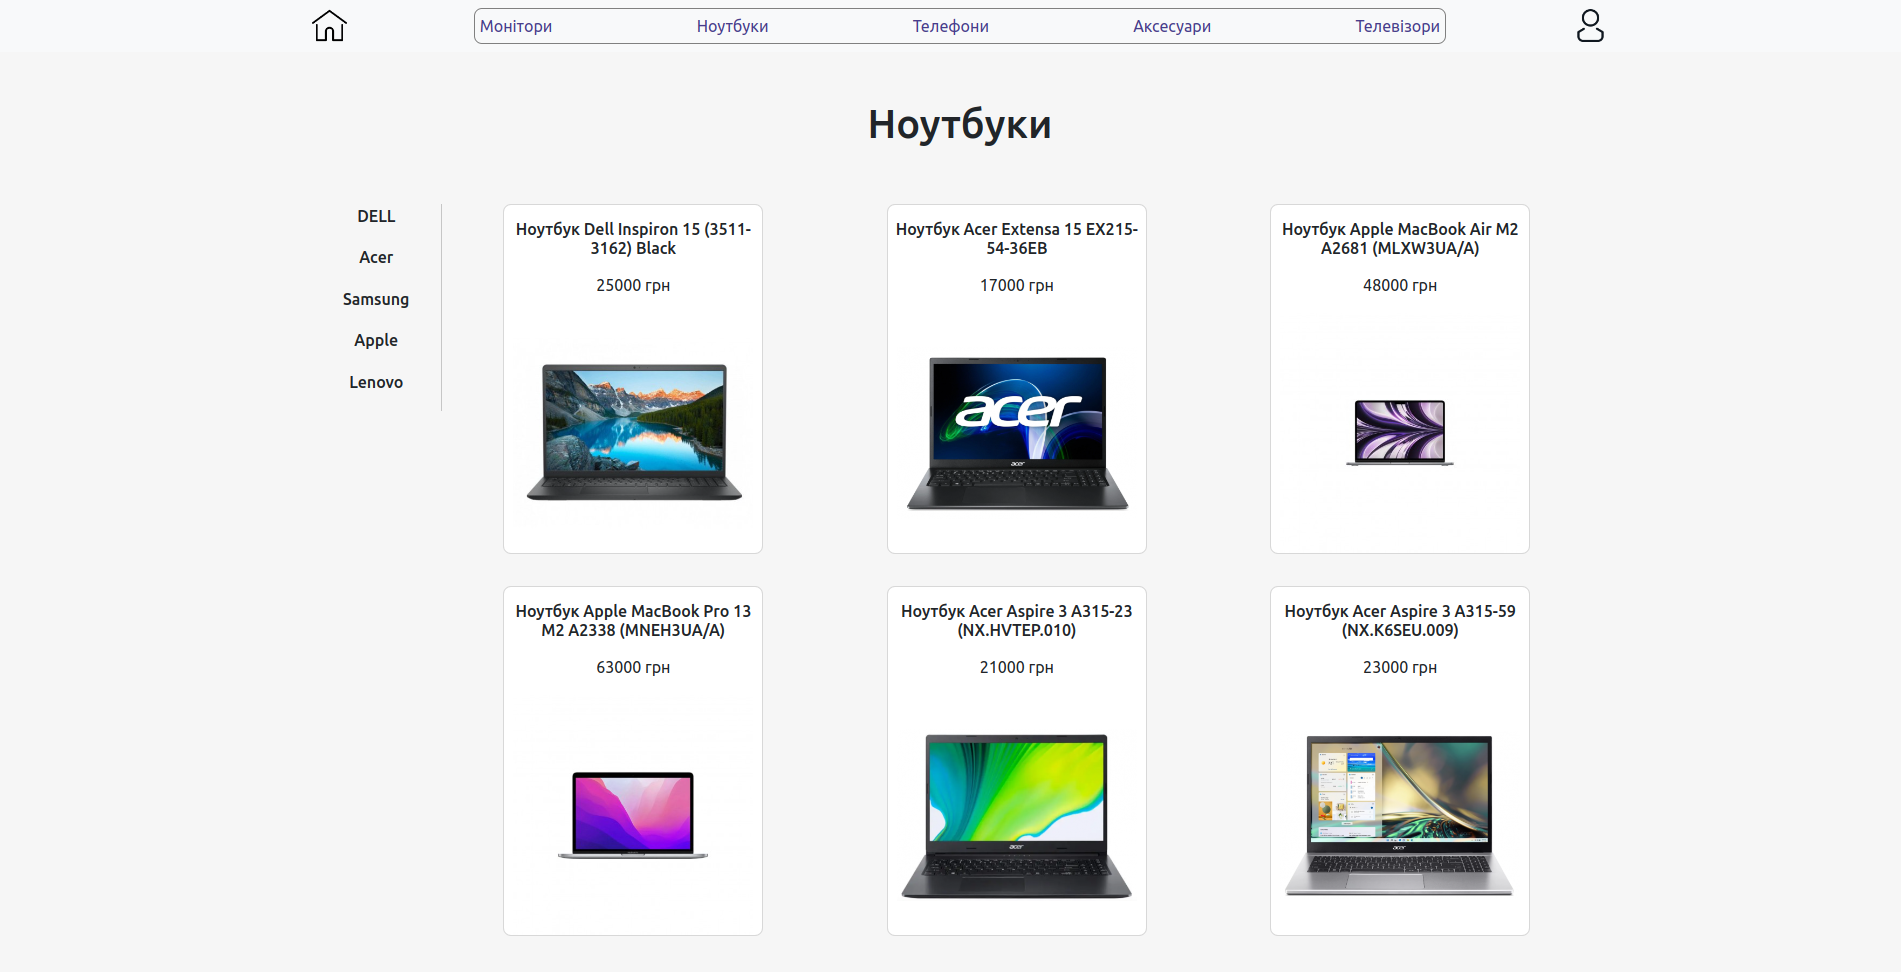 Монітори
Ноутбуки
Телефони
Аксесуари
Телевізори
Ноутбуки
DELL
Acer
Samsung
Apple
Lenovo
Ноутбук Dell Inspiron 15 (3511-
3162) Black
25000 грн
Ноутбук Acer Extensa 15 EX215-
54-36EB
17000 грн
acer
acer
Ноутбук Apple MacBook Air M2
A2681 (MLXW3UA/A)
48000 грн
Ноутбук Apple MacBook Pro 13
M2 A2338 (MNEH3UA/A)
63000 грн
Ноутбук Acer Aspire 3 A315-23
(NX.HVTEP.010)
21000 грн
acer
Ноутбук Acer Aspire 3 A315-59
(NX.K6SEU.009)
23000 грн
acer